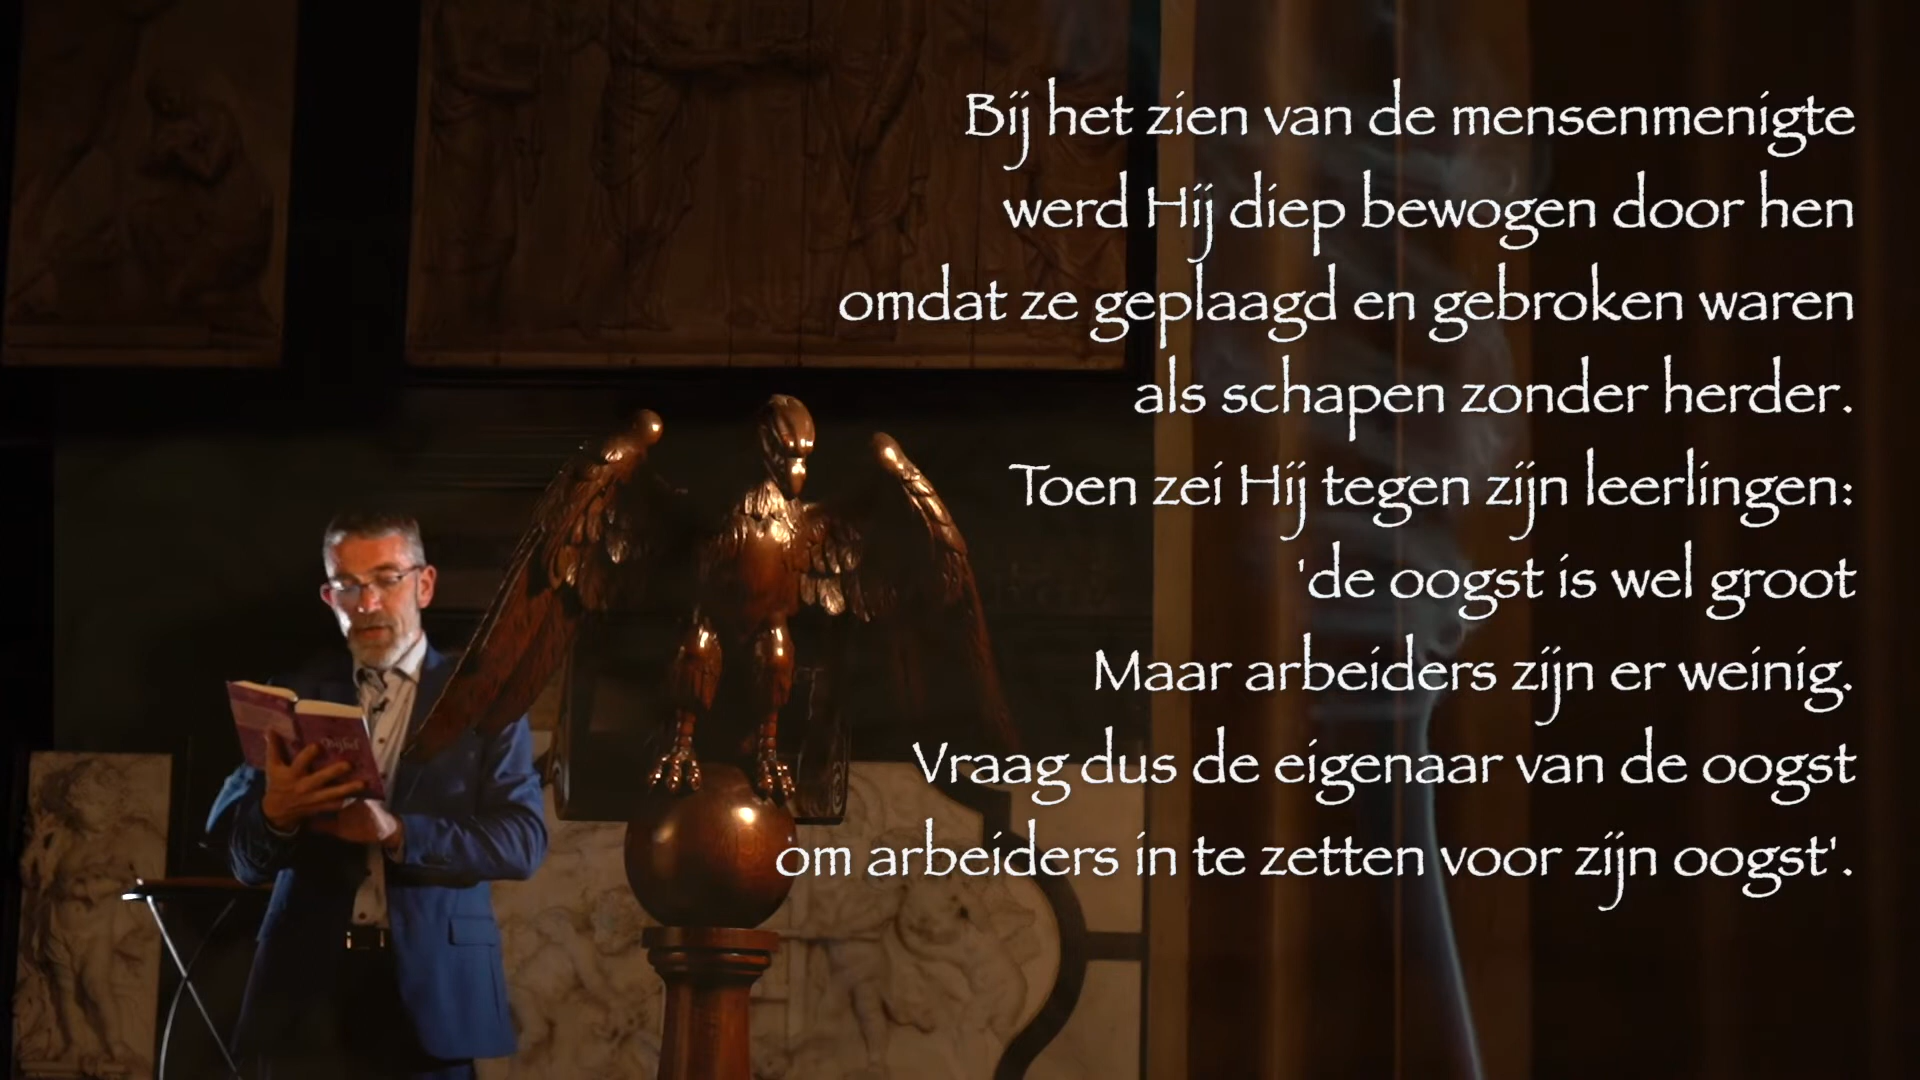 Bij het zien van de mensenmenigte
werd Hij diep bewogen door hen
omdat ze geplaagd en gebroken waren
als schapen zonder herder.
Toen zei Hij tegen zijn leerlingen:
'de oogst is wel groot
Maar arbeiders zijn er weinig.
Vraag dus de eigenaar van de oogst
om arbeiders in te zetten voor zijn oogst'.
Bijbel